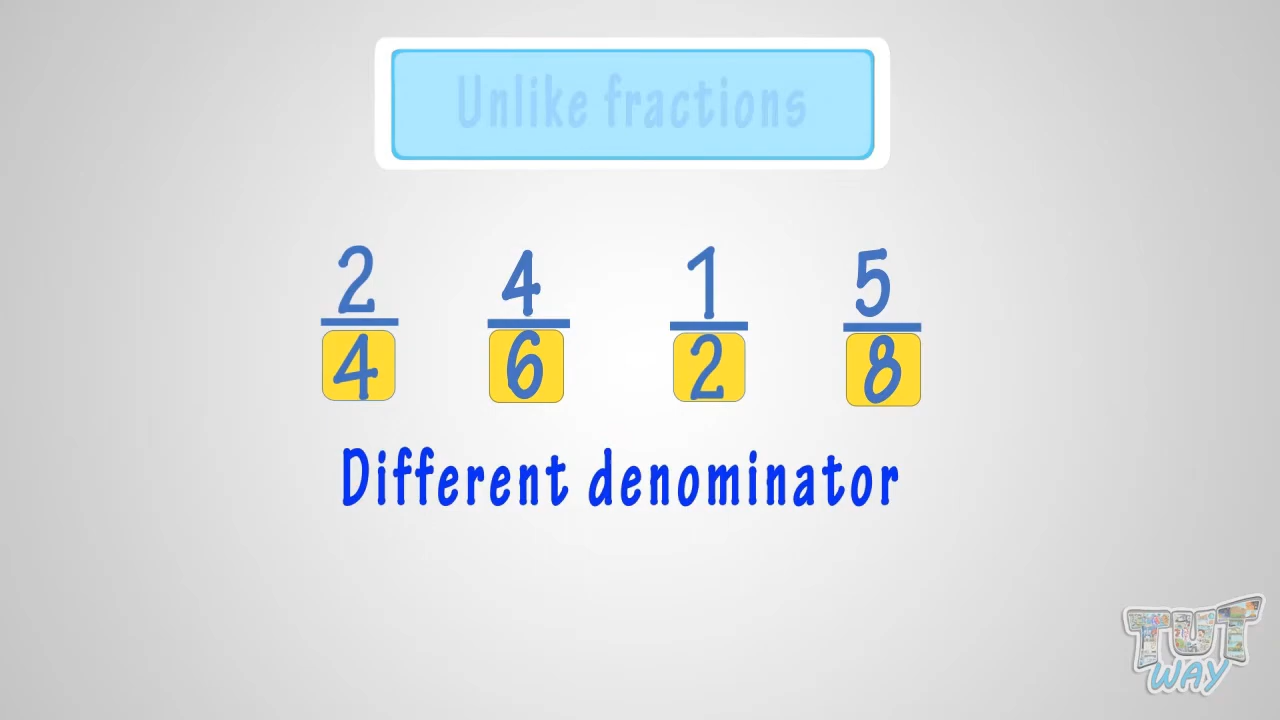 Unlike fractions
2 4 1 5
4 6 2 8
Different denominator
TUT
WAY